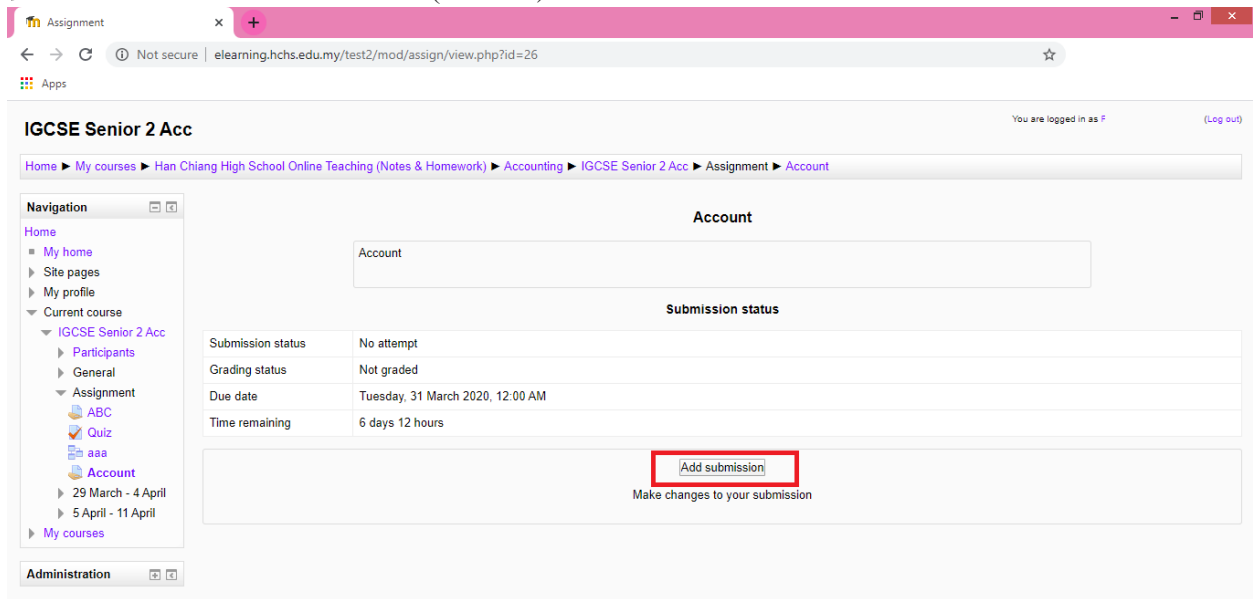 Assignment
Not secure | elearning.hchs.edu.my/test2/mod/assign/view.php?id=26
Apps
IGCSE Senior 2 Acc
You are logged in as F (Log out)
Home ► My courses ► Han Chiang High School Online Teaching (Notes & Homework) ► Accounting ► IGCSE Senior 2 Acc ► Assignment ► Account
Navigation
Home
My home
Site pages
My profile
Current course
IGCSE Senior 2 Acc
Participants
General
Assignment
ABC
Quiz
aaa
Account
29 March - 4 April
5 April - 11 April
My courses
Administration
Account
Account
Submission status
Submission status No attempt
Grading status Not graded
Due date Tuesday, 31 March 2020, 12:00 AM
Time remaining 6 days 12 hours
Add submission
Make changes to your submission